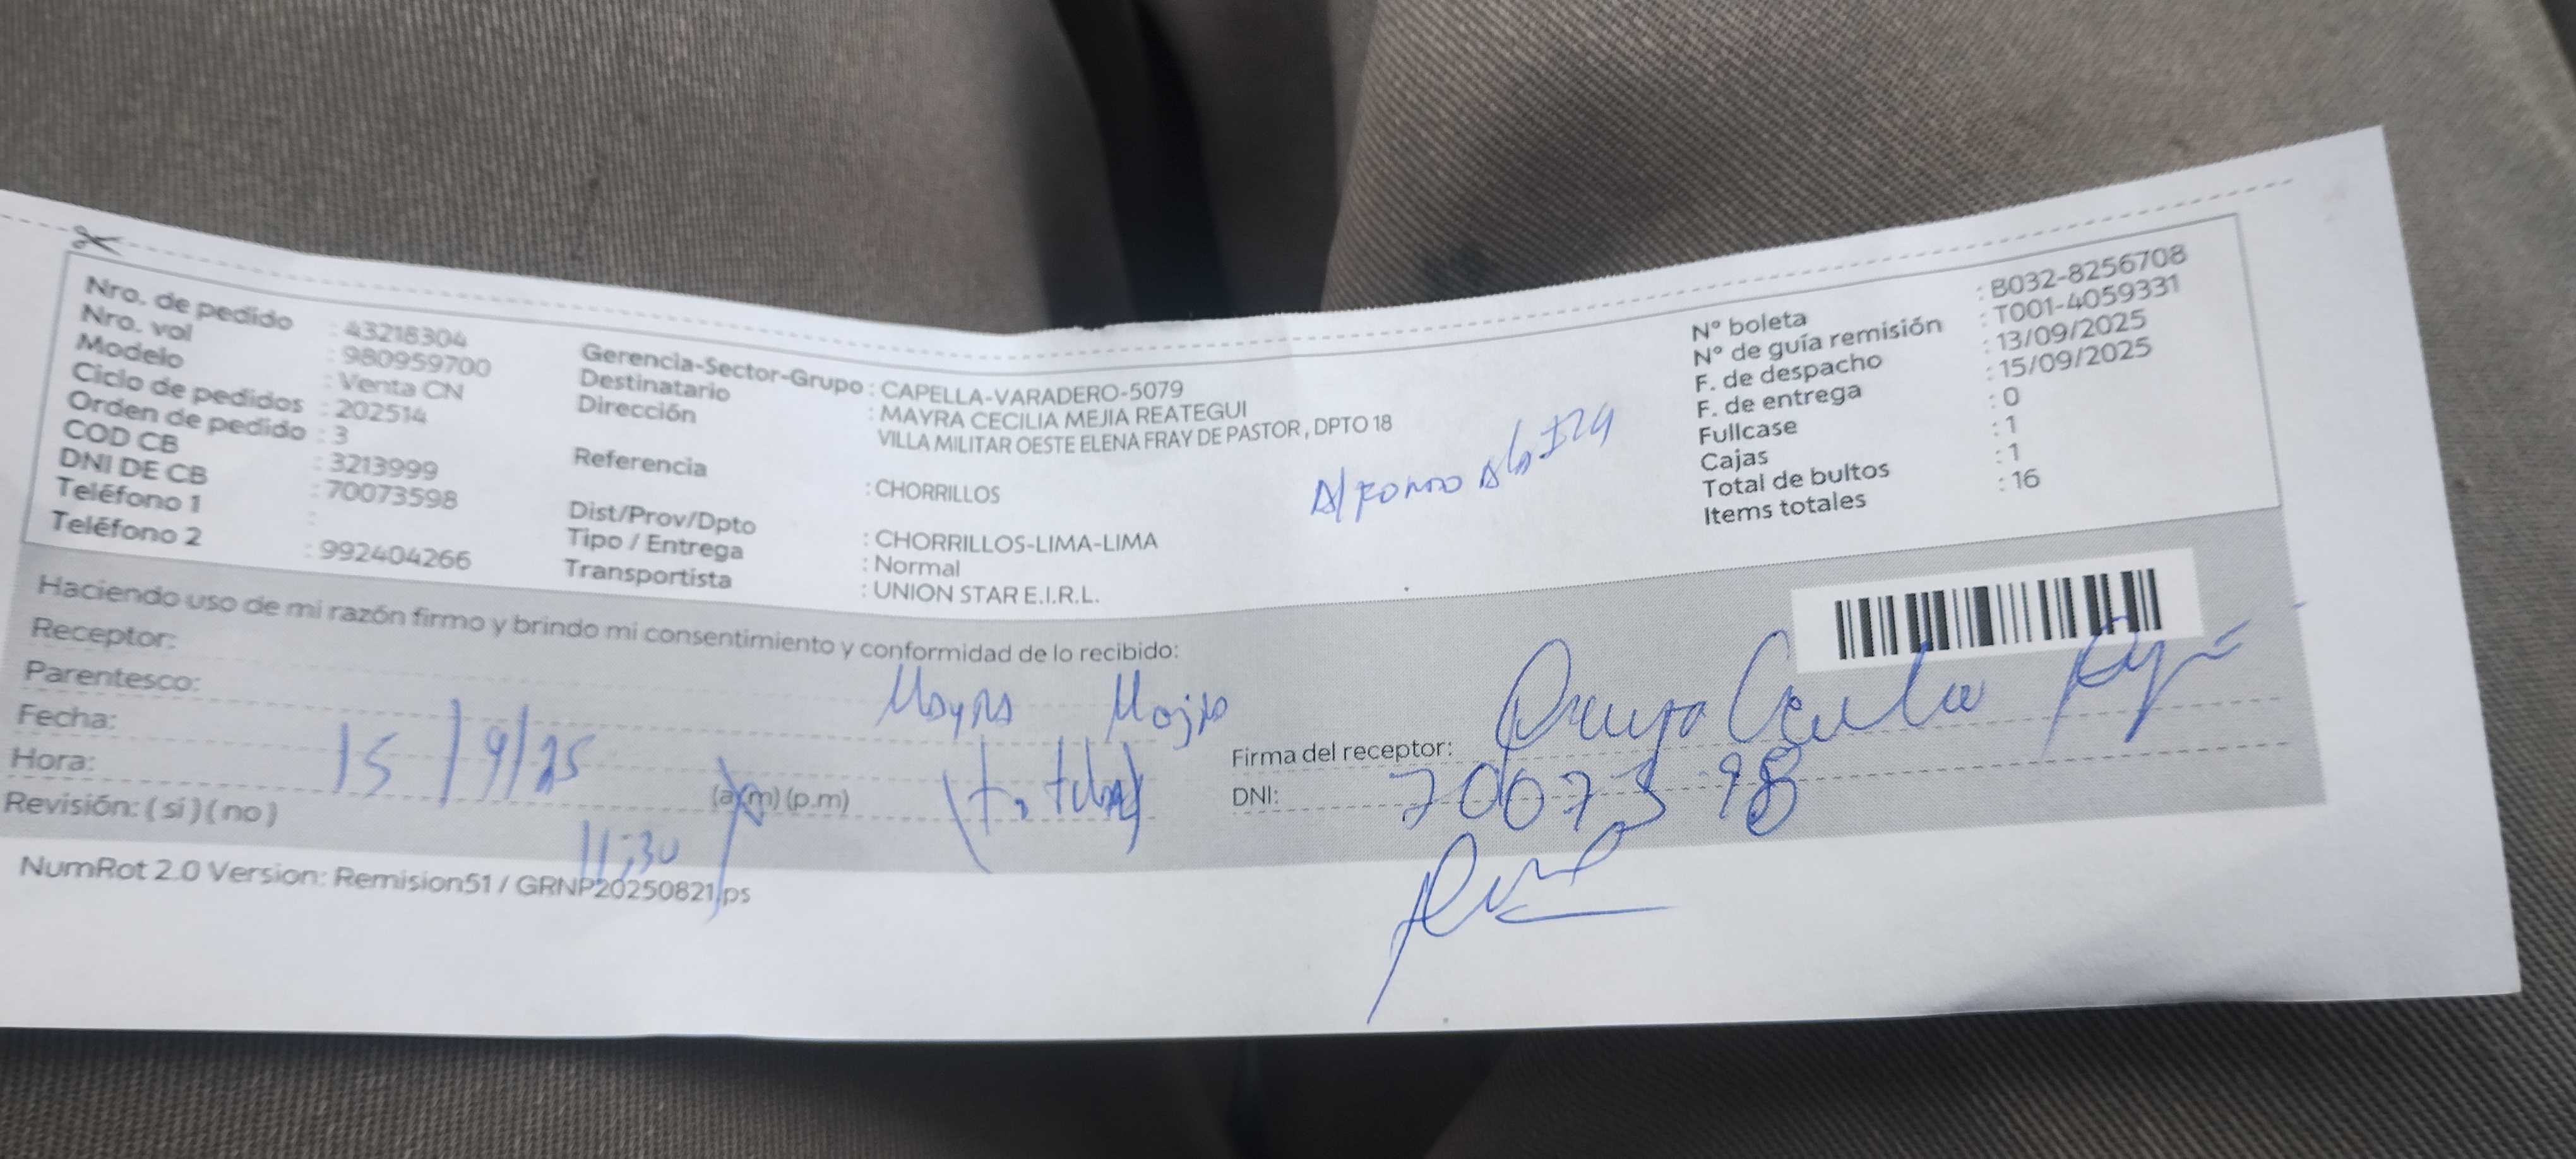 Nro. de pedido : 43218304
Nro. vol : 980959700
Modelo : Venta CN
Ciclo de pedidos : 202514
Orden de pedido : 3
COD CB : 3213999
DNI DE CB : 70073598
Teléfono 1 :
Teléfono 2 : 992404266
Gerencia-Sector-Grupo : CAPELLA-VARADERO-5079
Destinatario : MAYRA CECILIA MEJIA REATEGUI
Dirección VILLA MILITAR OESTE ELENA FRAY DE PASTOR , DPTO 18
Referencia : CHORRILLOS
Dist/Prov/Dpto : CHORRILLOS-LIMA-LIMA
Tipo / Entrega : Normal
Transportista : UNION STAR E.I.R.L.
Nº boleta : B032-8256708
Nº de guía remisión : T001-4059331
F. de despacho : 13/09/2025
F. de entrega : 15/09/2025
Fullcase : 0
Cajas : 1
Total de bultos : 1
Items totales : 16
Haciendo uso de mi razón firmo y brindo mi consentimiento y conformidad de lo recibido:
Receptor:
Parentesco:
Fecha: 15/9/25
Hora: 11:30 (a.m) (p.m)
Revisión: ( si ) ( no )
Firma del receptor:
DNI:
NumRot 2.0 Version: Remision51 / GRNP20250821.ps